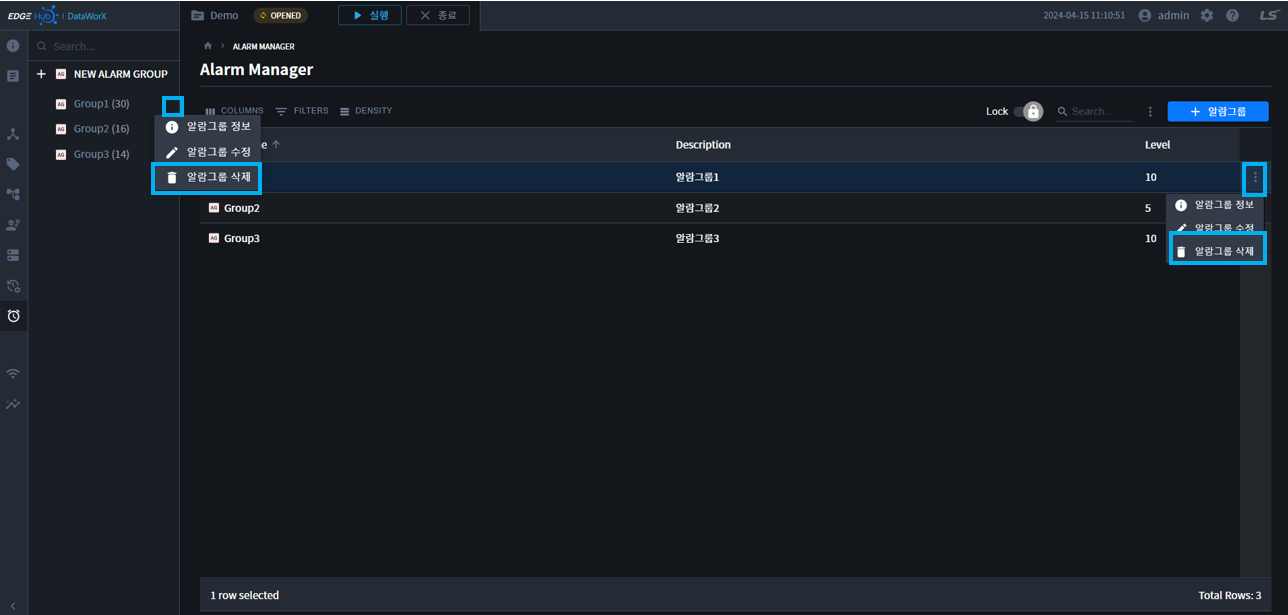 EDGE Hub | DataWorX
Demo
OPENED
실행
종료
2024-04-15 11:10:51
admin
LS
Search...
NEW ALARM GROUP
Group1 (30)
Group2 (16)
Group3 (14)
알람그룹 정보
알람그룹 수정
알람그룹 삭제
ALARM MANAGER
Alarm Manager
COLUMNS
FILTERS
DENSITY
Lock
Search...
알람그룹
e
Description
Level
알람그룹1
10
AG Group2
알람그룹2
5
AG Group3
알람그룹3
10
알람그룹 정보
알람그룹 수정
알람그룹 삭제
1 row selected
Total Rows: 3